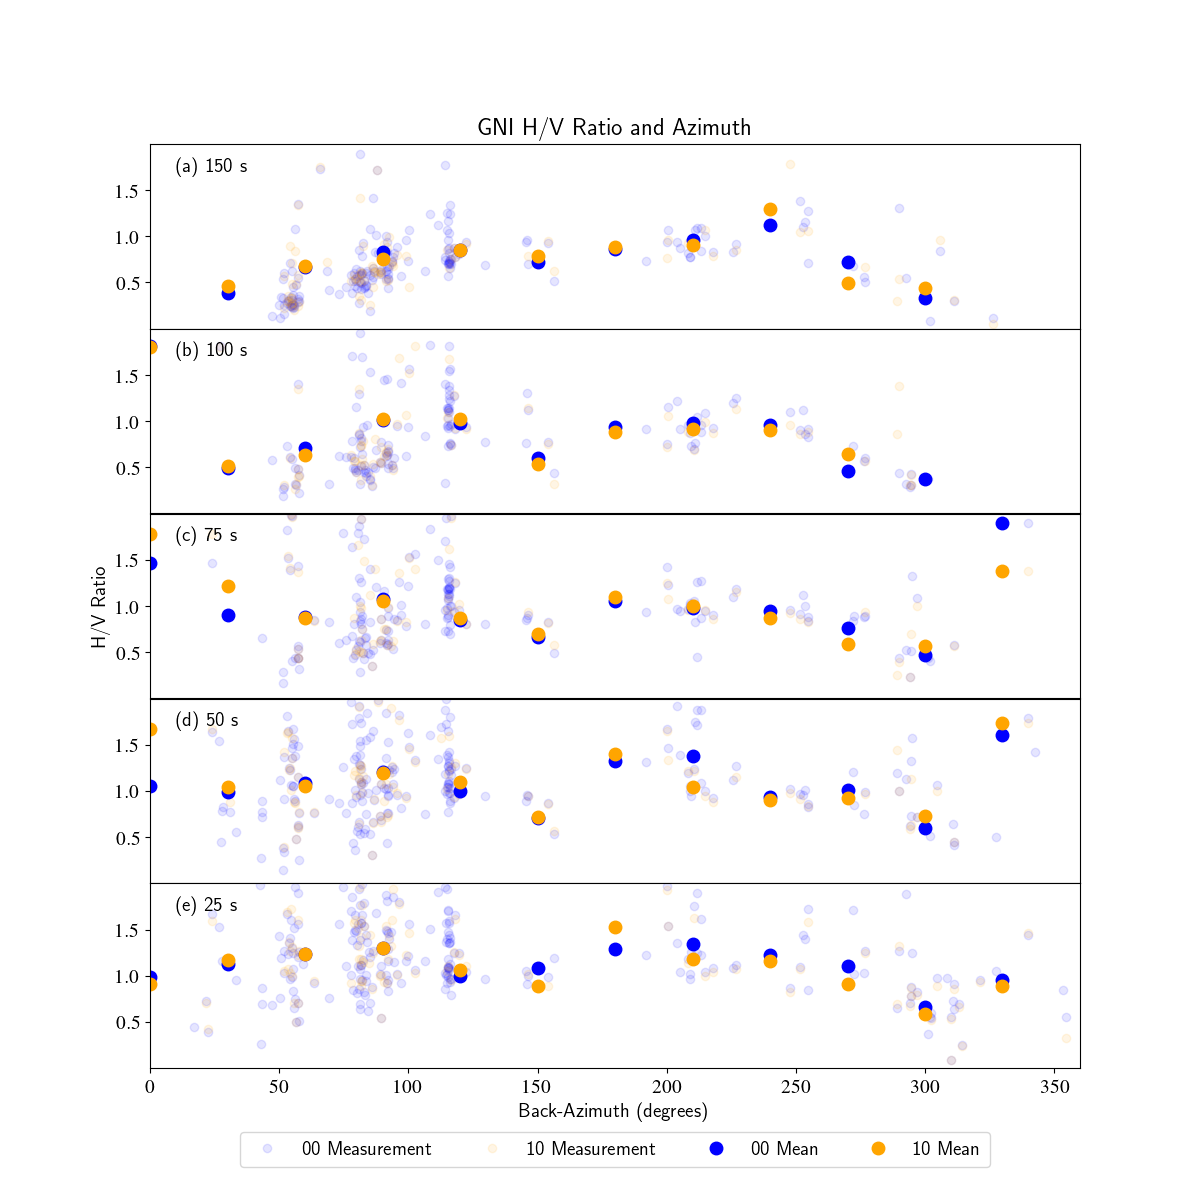 GNI H/V Ratio and Azimuth
(a) 150 s
1.5
1.0
0.5
(b) 100 s
1.5
1.0
0.5
(c) 75 s
1.5
1.0
0.5
H/V Ratio
(d) 50 s
1.5
1.0
0.5
(e) 25 s
1.5
1.0
0.5
0 50 100 150 200 250 300 350
Back-Azimuth (degrees)
00 Measurement 10 Measurement 00 Mean 10 Mean